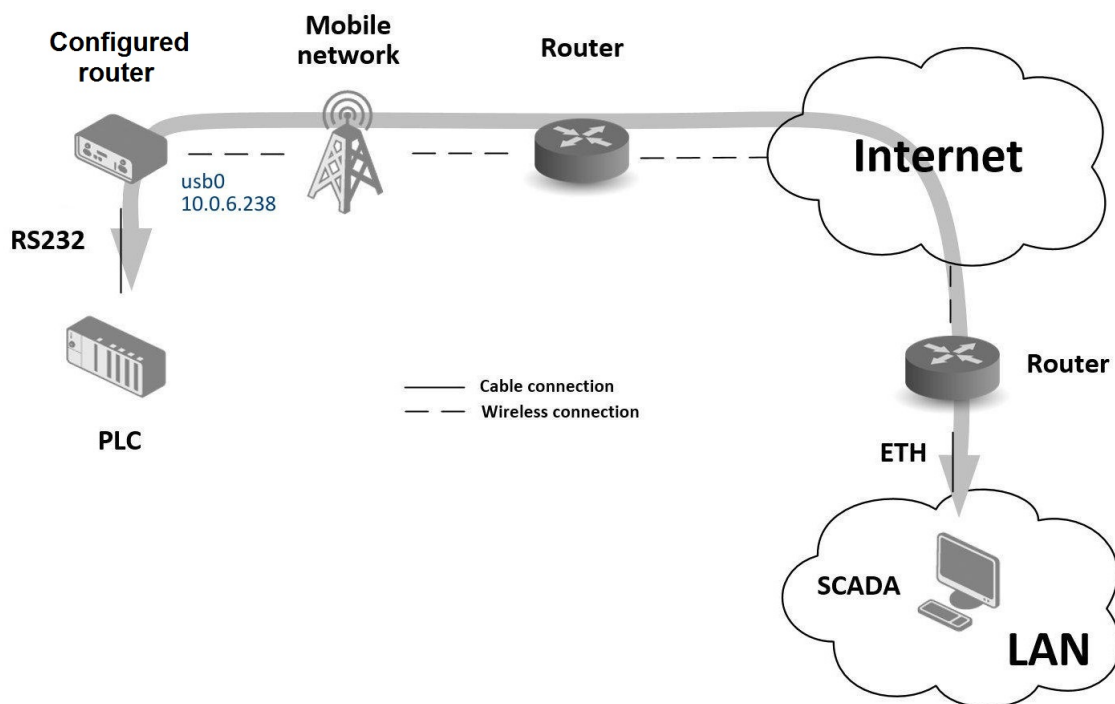 Configured
router
Mobile
network
Router
Internet
usb0
10.0.6.238
RS232
PLC
Cable connection
Wireless connection
Router
ETH
SCADA
LAN